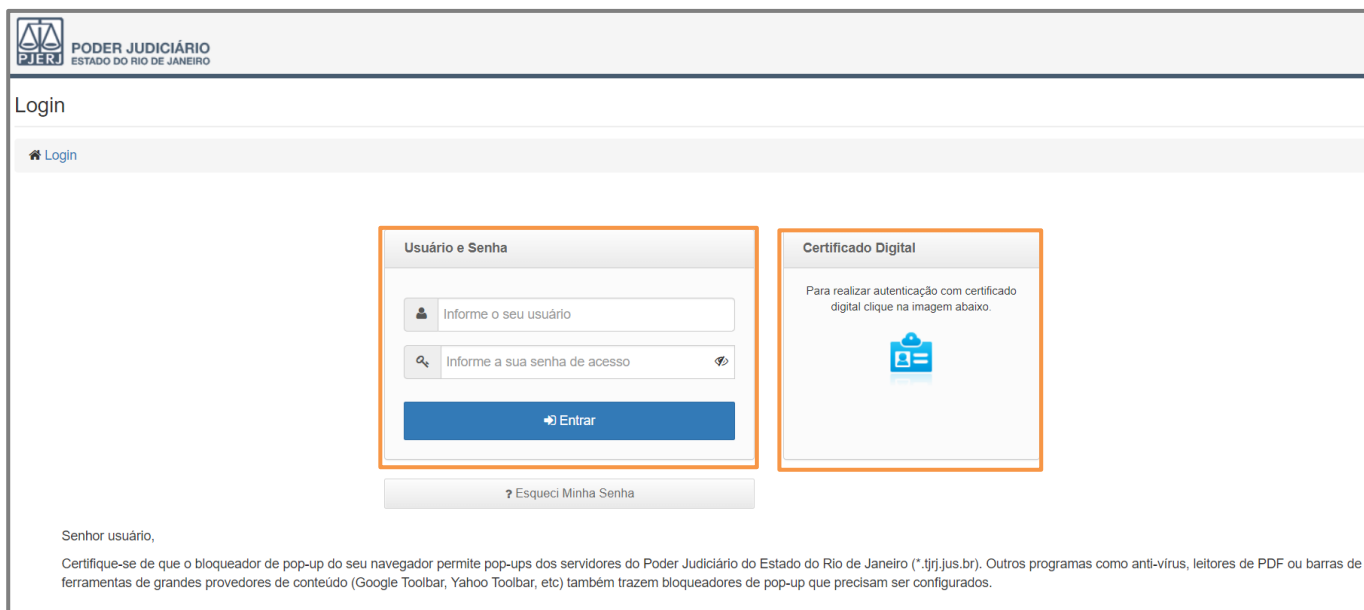 PJERJ
PODER JUDICIÁRIO
ESTADO DO RIO DE JANEIRO
Login
Login
Usuário e Senha
Informe o seu usuário
Informe a sua senha de acesso
Entrar
? Esqueci Minha Senha
Certificado Digital
Para realizar autenticação com certificado
digital clique na imagem abaixo.
Senhor usuário,
Certifique-se de que o bloqueador de pop-up do seu navegador permite pop-ups dos servidores do Poder Judiciário do Estado do Rio de Janeiro (*.tjrj.jus.br). Outros programas como anti-vírus, leitores de PDF ou barras de
ferramentas de grandes provedores de conteúdo (Google Toolbar, Yahoo Toolbar, etc) também trazem bloqueadores de pop-up que precisam ser configurados.